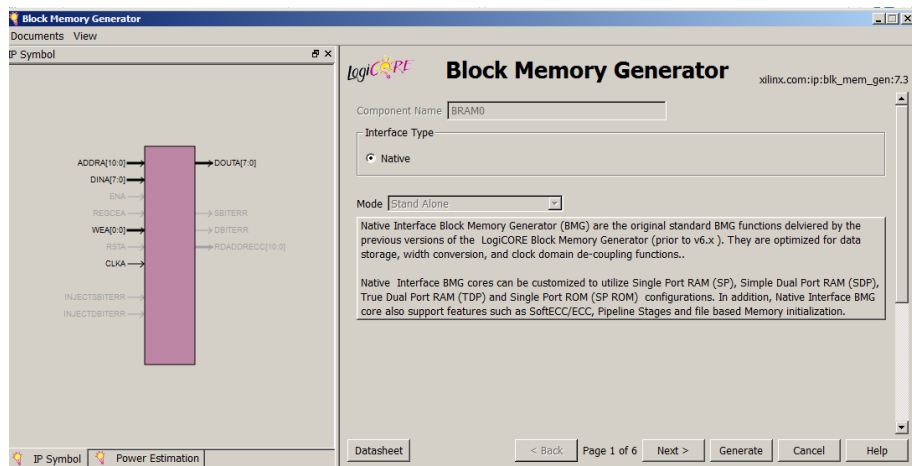 Block Memory Generator
Documents View
IP Symbol
ADDRA[10:0]
DINA[7:0]
ENA
REGCEA
WEA[0:0]
RSTA
CLKA
INJECTSBITERR
INJECTDBITERR
DOUTA[7:0]
SBITERR
DBITERR
RDADDRECC[10:0]
IP Symbol
Power Estimation
LogiCORE
Block Memory Generator
xilinx.com:ip:blk_mem_gen:7.3
Component Name BRAM0
Interface Type
Native
Mode Stand Alone
Native Interface Block Memory Generator (BMG) are the original standard BMG functions delviered by the
previous versions of the LogiCORE Block Memory Generator (prior to v6.x ). They are optimized for data
storage, width conversion, and clock domain de-coupling functions..
Native Interface BMG cores can be customized to utilize Single Port RAM (SP), Simple Dual Port RAM (SDP),
True Dual Port RAM (TDP) and Single Port ROM (SP ROM) configurations. In addition, Native Interface BMG
core also support features such as SoftECC/ECC, Pipeline Stages and file based Memory initialization.
Datasheet
< Back Page 1 of 6 Next > Generate Cancel Help